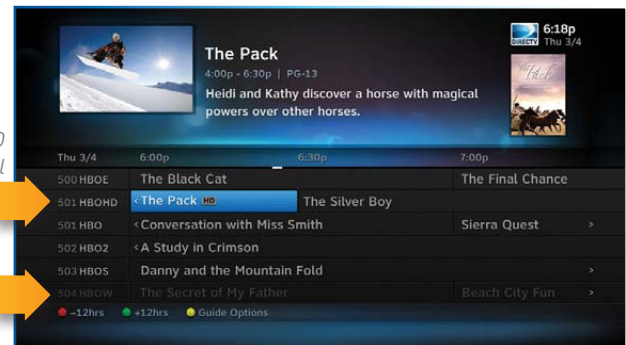 6:18p
DIRECTV Thu 3/4
The Pack
4:00p - 6:30p | PG-13
Heidi and Kathy discover a horse with magical
powers over other horses.
Thu 3/4 6:00p 6:30p 7:00p
500 HBOE The Black Cat The Final Chance
501 HBOHD <The Pack HD The Silver Boy
501 HBO <Conversation with Miss Smith Sierra Quest >
502 HBO2 <A Study in Crimson
503 HBOS Danny and the Mountain Fold >
504 HBOW The Secret of My Father Beach City Fun >
-12hrs +12hrs Guide Options